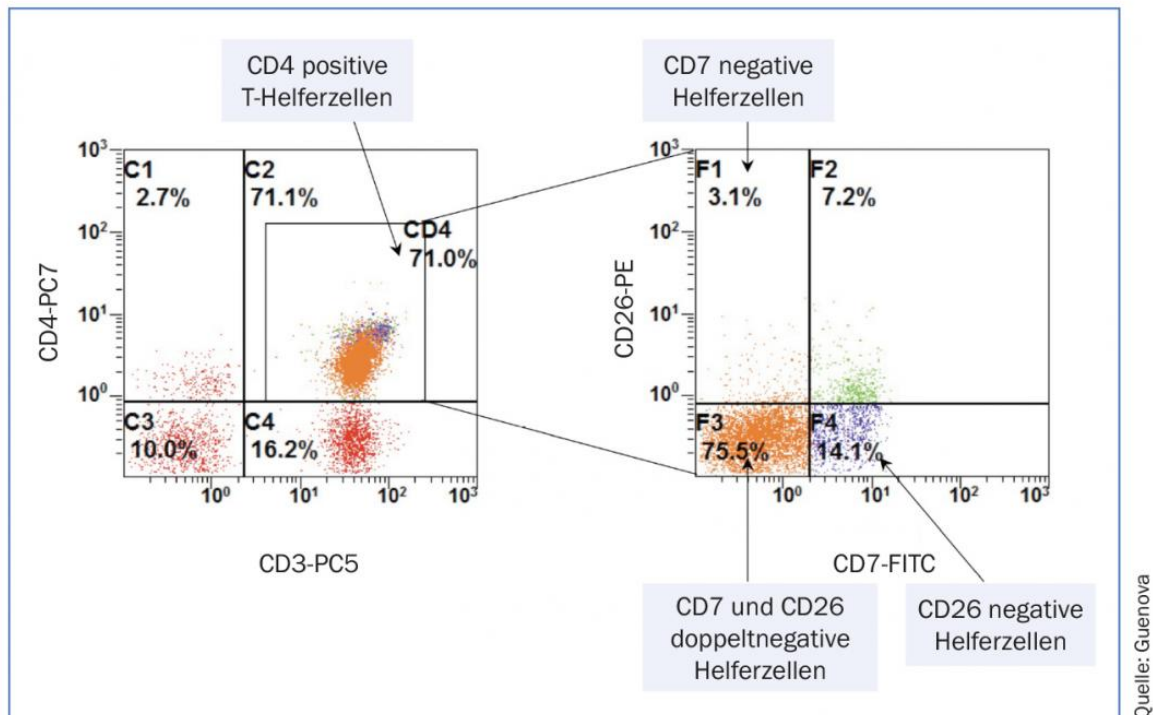 CD4 positive
T-Helferzellen
CD7 negative
Helferzellen
10³
10²
10¹
10⁰
CD4-PC7
C1
2.7%
C2
71.1%
CD4
71.0%
C3
10.0%
C4
16.2%
10⁰
10¹
10²
10³
CD3-PC5
10³
10²
10¹
10⁰
CD26-PE
F1
3.1%
F2
7.2%
F3
75.5%
F4
14.1%
10⁰
10¹
10²
10³
CD7-FITC
CD7 und CD26
doppeltnegative
Helferzellen
CD26 negative
Helferzellen
Quelle: Guenova